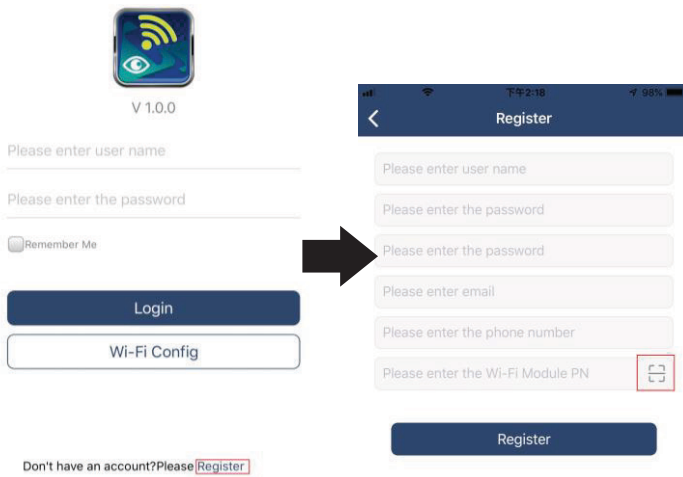 V 1.0.0
Please enter user name
Please enter the password
Remember Me
Login
Wi-Fi Config
Don't have an account?Please Register
下午2:18
98%
Register
Please enter user name
Please enter the password
Please enter the password
Please enter email
Please enter the phone number
Please enter the Wi-Fi Module PN
Register